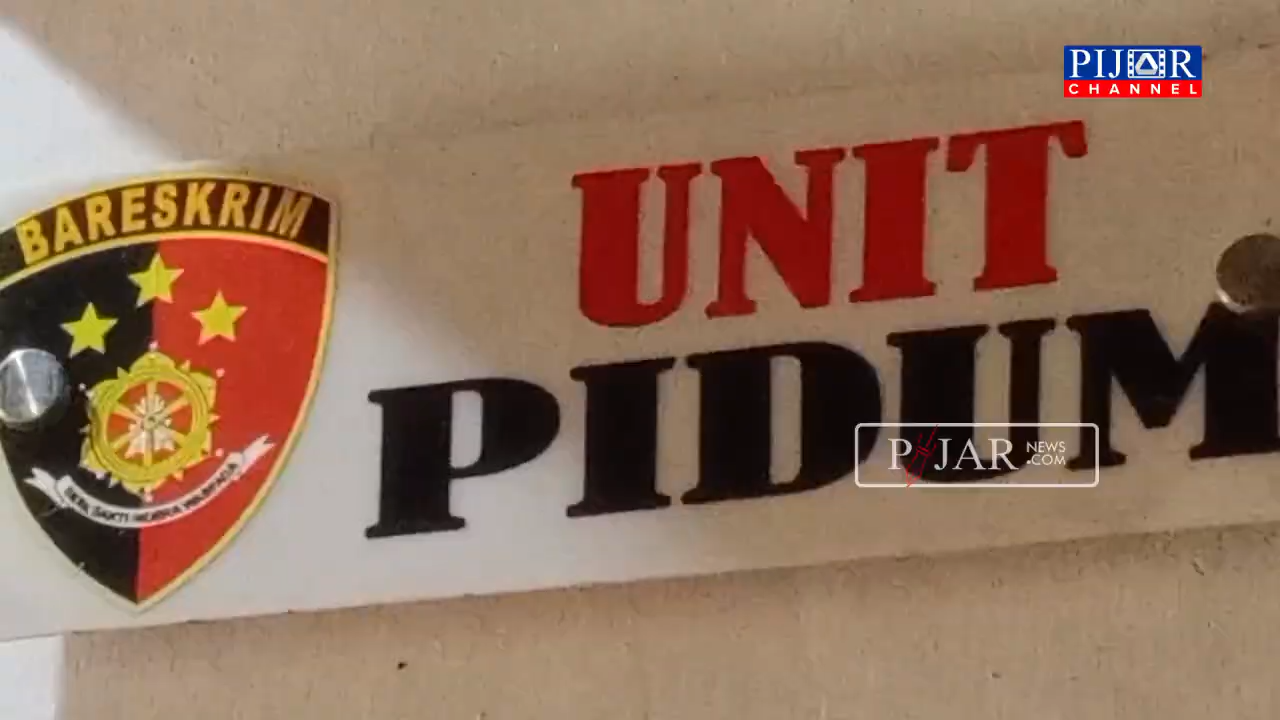 PIJAR
CHANNEL
BARESKRIM
UNIT
PIDUM
PIJAR NEWS
.COM